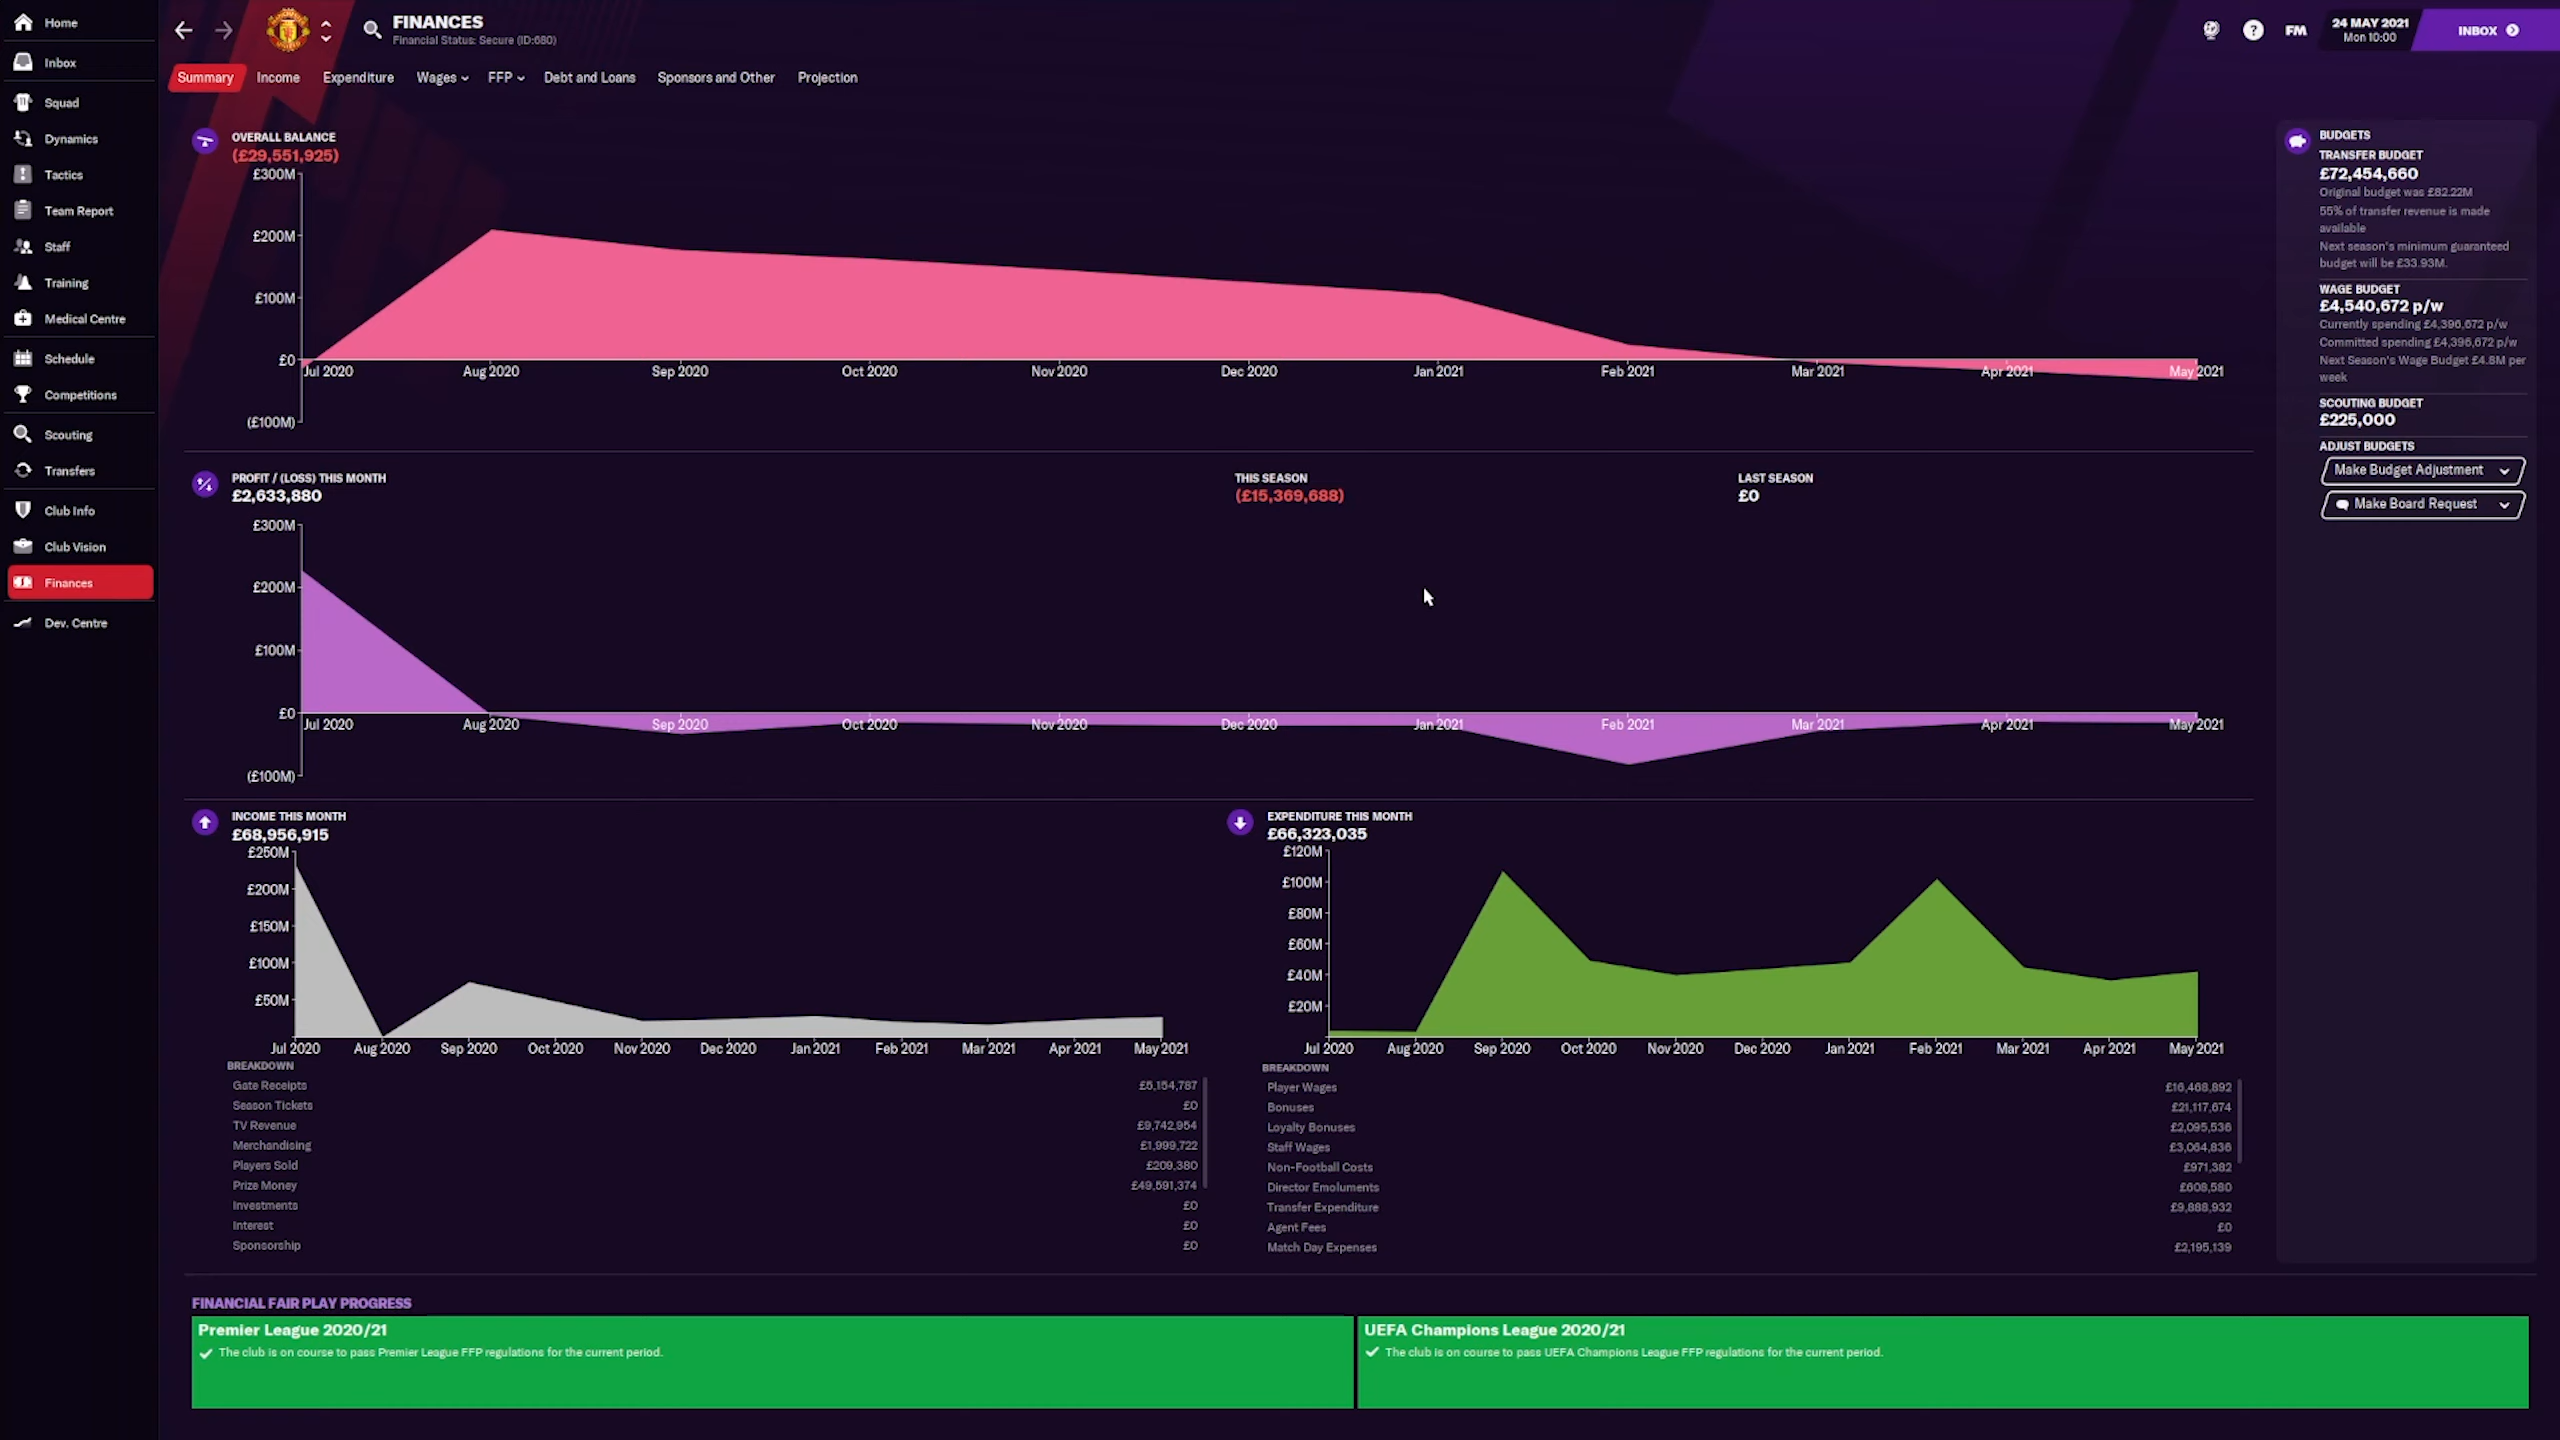 Home
Inbox
Squad
Dynamics
Tactics
Team Report
Staff
Training
Medical Centre
Schedule
Competitions
Scouting
Transfers
Club Info
Club Vision
Finances
Dev. Centre
FINANCES
Financial Status: Secure (ID:680)
FM
24 MAY 2021
Mon 10:00
INBOX
Summary Income Expenditure Wages FFP Debt and Loans Sponsors and Other Projection
OVERALL BALANCE
(£29,551,925)
£300M
£200M
£100M
£0
(£100M)
Jul 2020 Aug 2020 Sep 2020 Oct 2020 Nov 2020 Dec 2020 Jan 2021 Feb 2021 Mar 2021 Apr 2021 May 2021
PROFIT / (LOSS) THIS MONTH
£2,633,880
THIS SEASON
(£15,369,688)
LAST SEASON
£0
£300M
£200M
£100M
£0
(£100M)
Jul 2020 Aug 2020 Sep 2020 Oct 2020 Nov 2020 Dec 2020 Jan 2021 Feb 2021 Mar 2021 Apr 2021 May 2021
INCOME THIS MONTH
£68,956,915
£250M
£200M
£150M
£100M
£50M
Jul 2020 Aug 2020 Sep 2020 Oct 2020 Nov 2020 Dec 2020 Jan 2021 Feb 2021 Mar 2021 Apr 2021 May 2021
BREAKDOWN
Gate Receipts £5,154,787
Season Tickets £0
TV Revenue £9,742,954
Merchandising £1,999,722
Players Sold £209,380
Prize Money £49,591,374
Investments £0
Interest £0
Sponsorship £0
EXPENDITURE THIS MONTH
£66,323,035
£120M
£100M
£80M
£60M
£40M
£20M
Jul 2020 Aug 2020 Sep 2020 Oct 2020 Nov 2020 Dec 2020 Jan 2021 Feb 2021 Mar 2021 Apr 2021 May 2021
BREAKDOWN
Player Wages £16,468,892
Bonuses £21,117,674
Loyalty Bonuses £2,095,536
Staff Wages £3,064,836
Non-Football Costs £971,382
Director Emoluments £608,580
Transfer Expenditure £9,888,932
Agent Fees £0
Match Day Expenses £2,195,139
BUDGETS
TRANSFER BUDGET
£72,454,660
Original budget was £82.22M
55% of transfer revenue is made
available
Next season's minimum guaranteed
budget will be £33.93M.
WAGE BUDGET
£4,540,672 p/w
Currently spending £4,396,672 p/w
Committed spending £4,396,672 p/w
Next Season's Wage Budget £4.8M per
week
SCOUTING BUDGET
£225,000
ADJUST BUDGETS
Make Budget Adjustment
Make Board Request
FINANCIAL FAIR PLAY PROGRESS
Premier League 2020/21
The club is on course to pass Premier League FFP regulations for the current period.
UEFA Champions League 2020/21
The club is on course to pass UEFA Champions League FFP regulations for the current period.